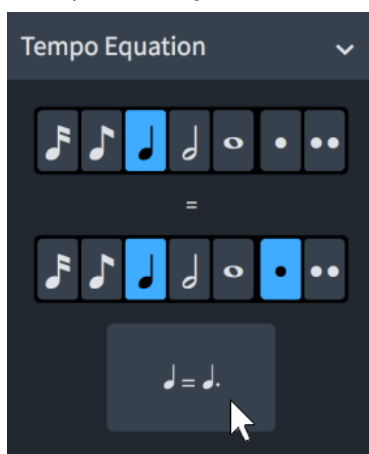 Tempo Equation
=
=